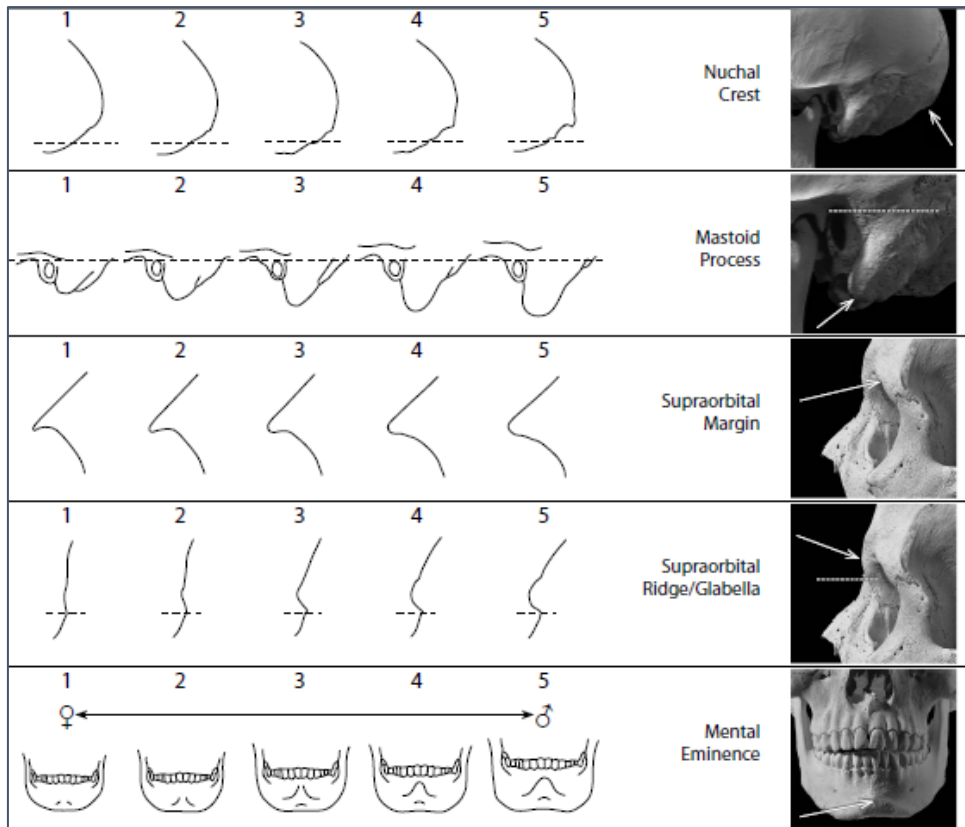 1 2 3 4 5
Nuchal
Crest
1 2 3 4 5
Mastoid
Process
1 2 3 4 5
Supraorbital
Margin
1 2 3 4 5
Supraorbital
Ridge/Glabella
1 2 3 4 5
♀ ♂
Mental
Eminence